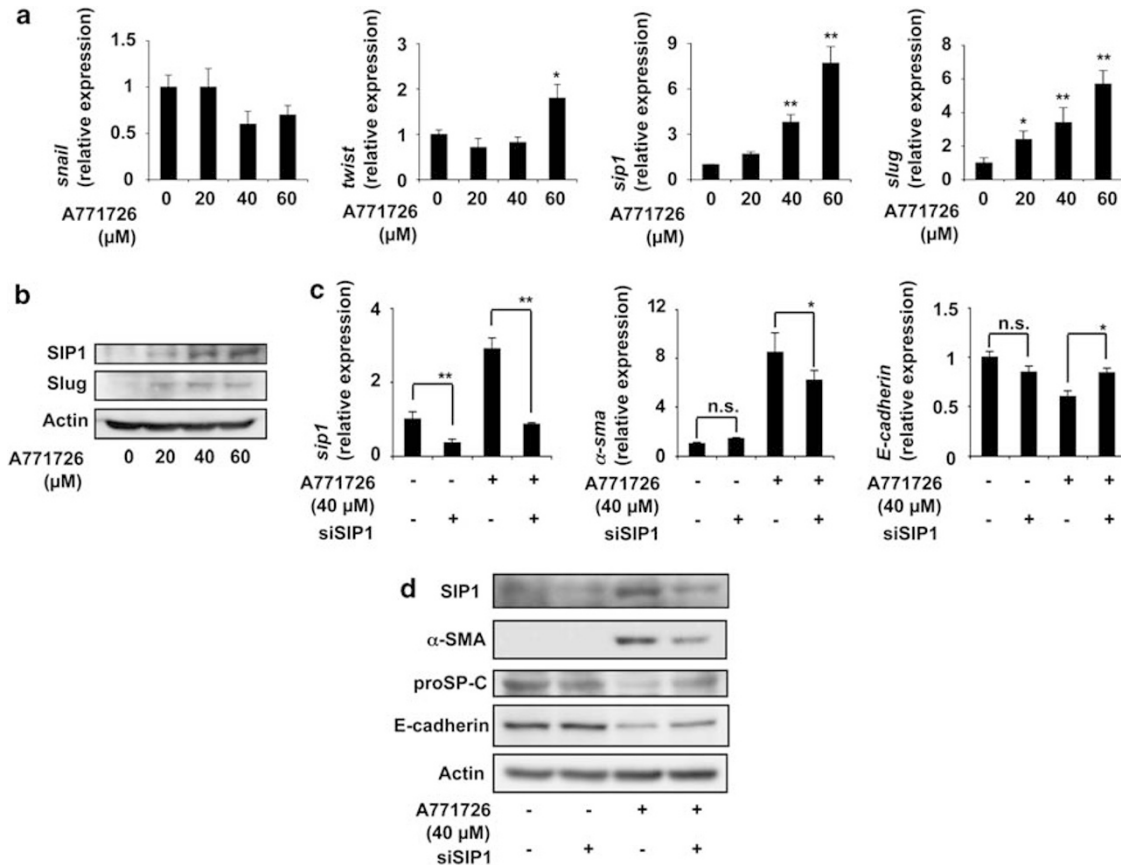 a
snail
(relative expression)
1.5
1
0.5
0
0 20 40 60
A771726
(µM)
twist
(relative expression)
3
2
1
0
*
0 20 40 60
A771726
(µM)
sip1
(relative expression)
9
6
3
0
**
**
0 20 40 60
A771726
(µM)
slug
(relative expression)
8
6
4
2
0
*
**
**
0 20 40 60
A771726
(µM)
b
SIP1
Slug
Actin
A771726 0 20 40 60
(µM)
c
sip1
(relative expression)
4
2
0
**
**
A771726 - - + +
(40 µM)
siSIP1 - + - +
α-sma
(relative expression)
12
8
4
0
n.s.
*
A771726 - - + +
(40 µM)
siSIP1 - + - +
E-cadherin
(relative expression)
1.5
1
0.5
0
n.s.
*
A771726 - - + +
(40 µM)
siSIP1 - + - +
d
SIP1
α-SMA
proSP-C
E-cadherin
Actin
A771726 - - + +
(40 µM)
siSIP1 - + - +